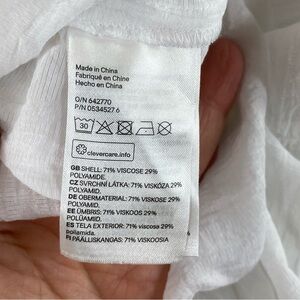 Made in China
Fabriqué en Chine
Hecho en China
O/N 642770
P/N 0534527.6
30
clevercare.info
GB SHELL: 71% VISCOSE 29%
POLYAMIDE.
CZ SVRCHNÍ LÁTKA: 71% VISKÓZA 29%
POLYAMID.
DE OBERMATERIAL: 71% VISKOSE 29%
POLYAMID.
EE ÜMBRIS: 71% VISKOOS 29%
POLÜAMIID.
ES TELA EXTERIOR: 71% viscosa 29%
poliamida.
FI PÄÄLLISKANGAS: 71% VISKOOSIA